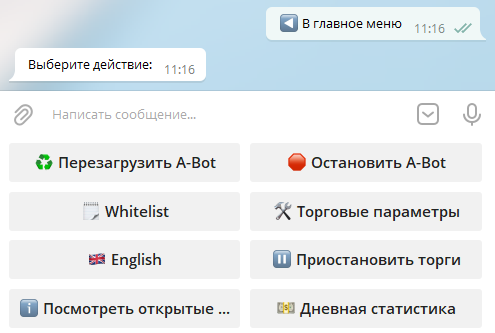 В главное меню
11:16
Выберите действие:
11:16
Написать сообщение...
Перезагрузить A-Bot
Остановить A-Bot
Whitelist
Торговые параметры
English
Приостановить торги
Посмотреть открытые ...
Дневная статистика